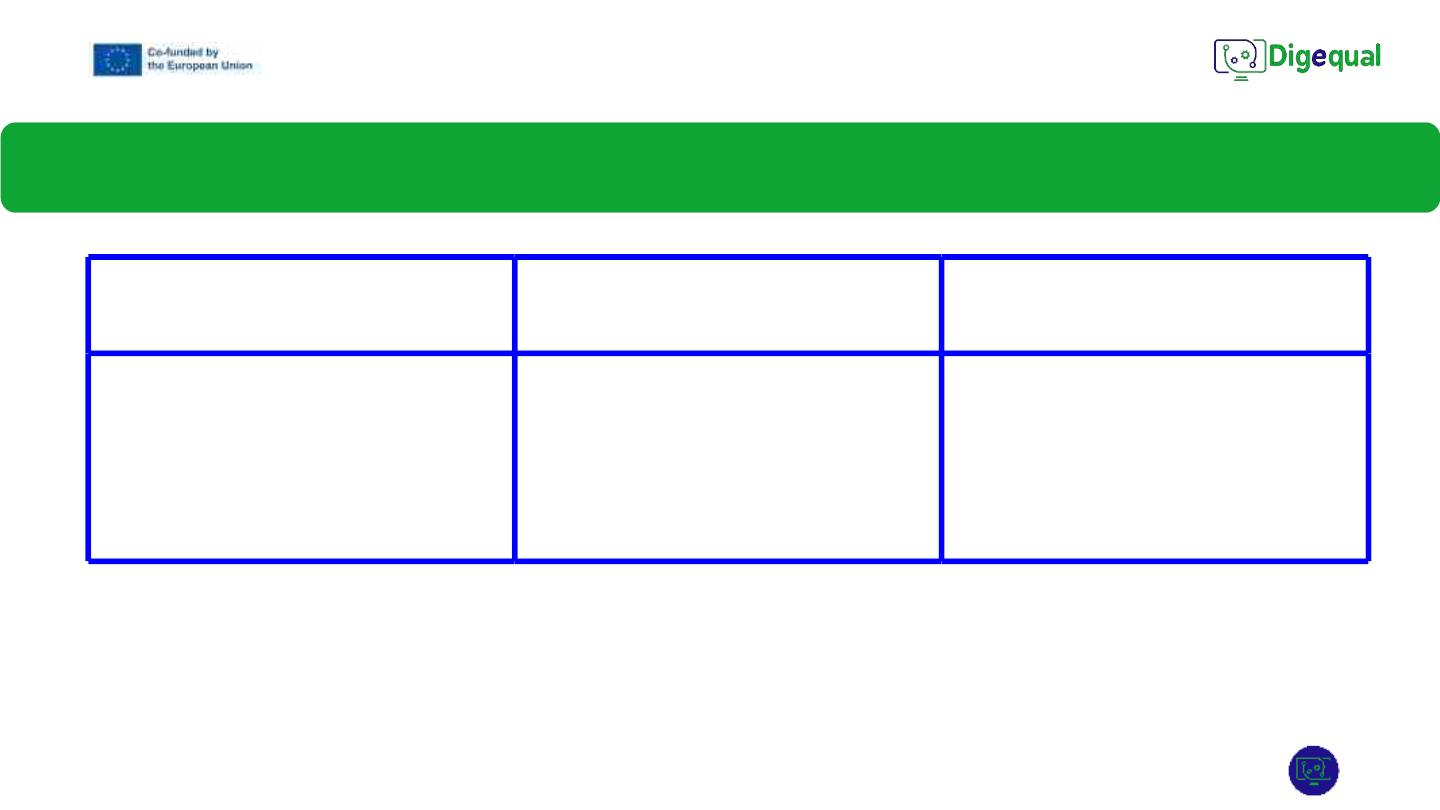 Co-funded by
the European Union
Digequal